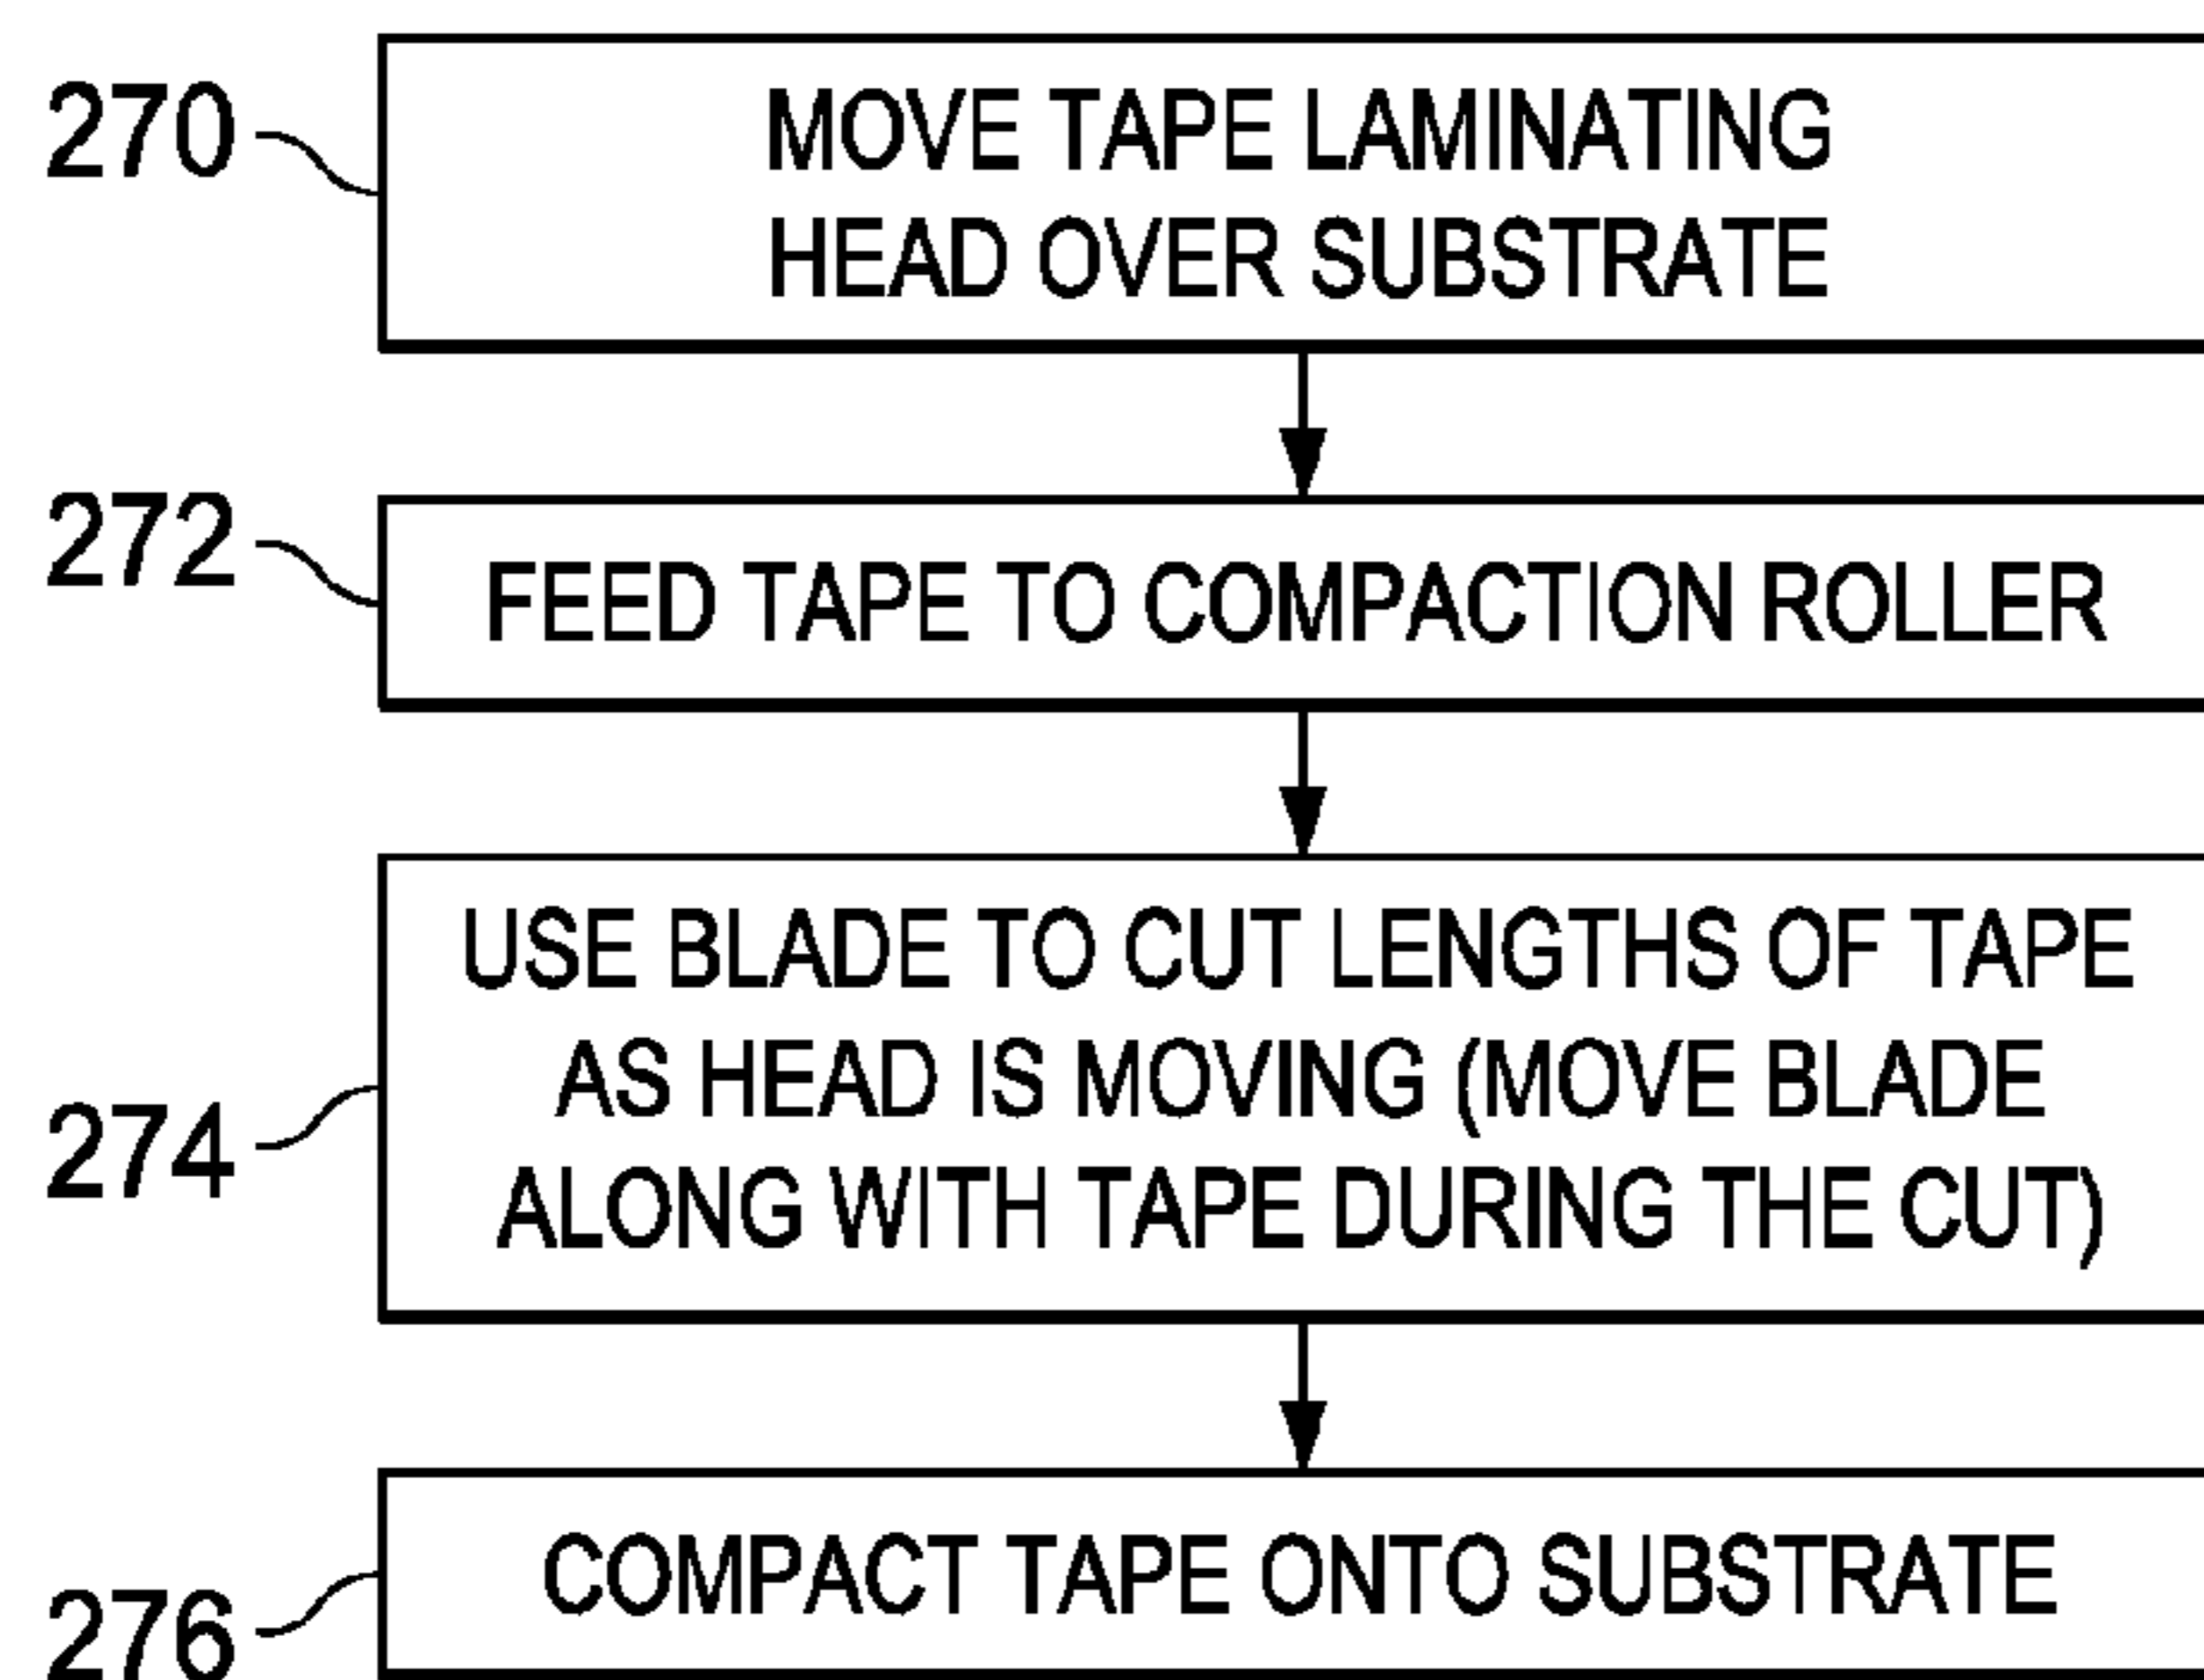 270
MOVE TAPE LAMINATING
HEAD OVER SUBSTRATE
272
FEED TAPE TO COMPACTION ROLLER
274
USE BLADE TO CUT LENGTHS OF TAPE
AS HEAD IS MOVING (MOVE BLADE
ALONG WITH TAPE DURING THE CUT)
276
COMPACT TAPE ONTO SUBSTRATE